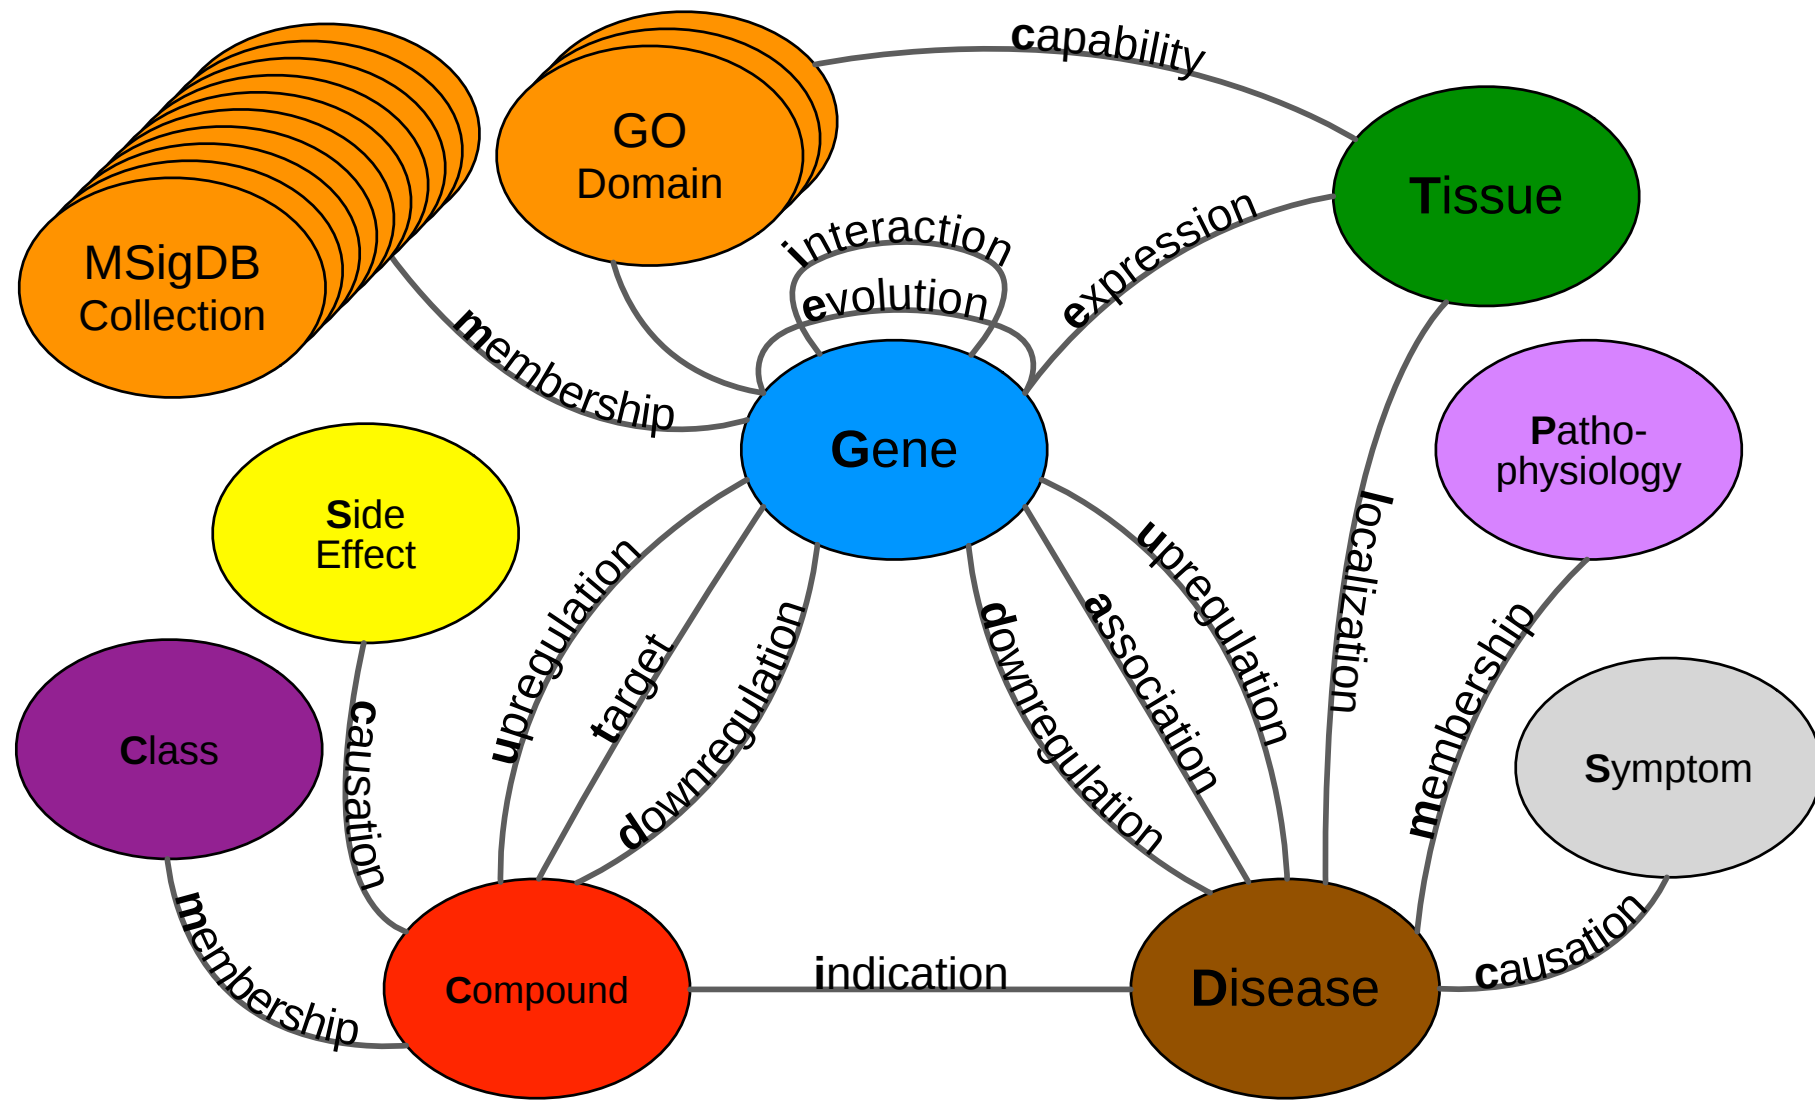 capability
GO
Domain
Tissue
interaction
expression
MSigDB
Collection
evolution
membership
Gene
Patho-
physiology
Side
Effect
upregulation
target
downregulation
downregulation
association
upregulation
localization
membership
Class
causation
Symptom
membership
Compound
indication
Disease
causation